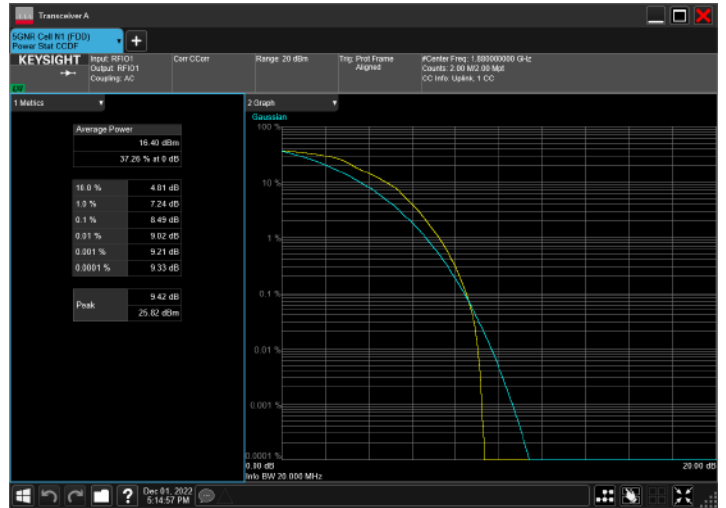 Transceiver A
5GNR Cell N1 (FDD)
Power Stat CCDF
KEYSIGHT
Input: RFIO1
Output: RFIO1
Coupling: AC
Corr CCorr
Range: 20 dBm
Trig: Prot Frame
Aligned
#Center Freq: 1.880000000 GHz
Counts: 2.00 M/2.00 Mpt
CC Info: Uplink, 1 CC
1 Metrics
Average Power
16.40 dBm
37.26 % at 0 dB
10.0 % 4.81 dB
1.0 % 7.24 dB
0.1 % 8.49 dB
0.01 % 9.02 dB
0.001 % 9.21 dB
0.0001 % 9.33 dB
Peak 9.42 dB
25.82 dBm
2 Graph
Gaussian
100 %
10 %
1 %
0.1 %
0.01 %
0.001 %
0.0001 %
0.00 dB
20.00 dB
Info BW 20.000 MHz
?
Dec 01, 2022
5:14:57 PM